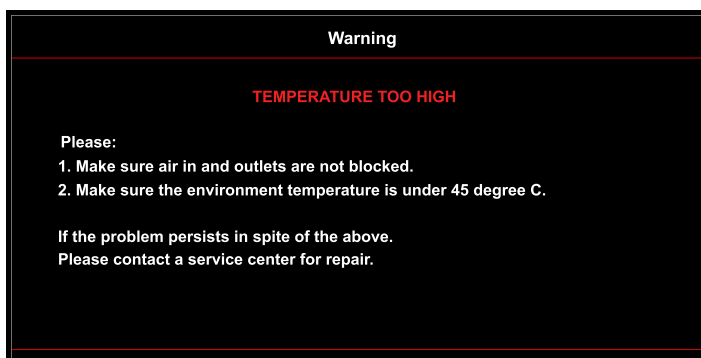 Warning
TEMPERATURE TOO HIGH
Please:
1. Make sure air in and outlets are not blocked.
2. Make sure the environment temperature is under 45 degree C.
If the problem persists in spite of the above.
Please contact a service center for repair.